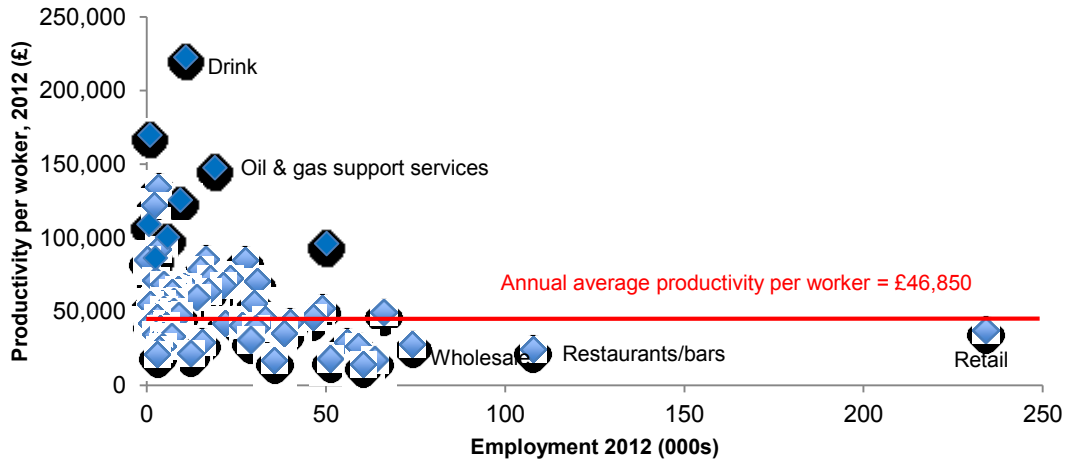 Productivity per woker, 2012 (£)
250,000
200,000
150,000
100,000
50,000
0
Drink
Oil & gas support services
Annual average productivity per worker = £46,850
Wholesale
Restaurants/bars
Retail
0 50 100 150 200 250
Employment 2012 (000s)